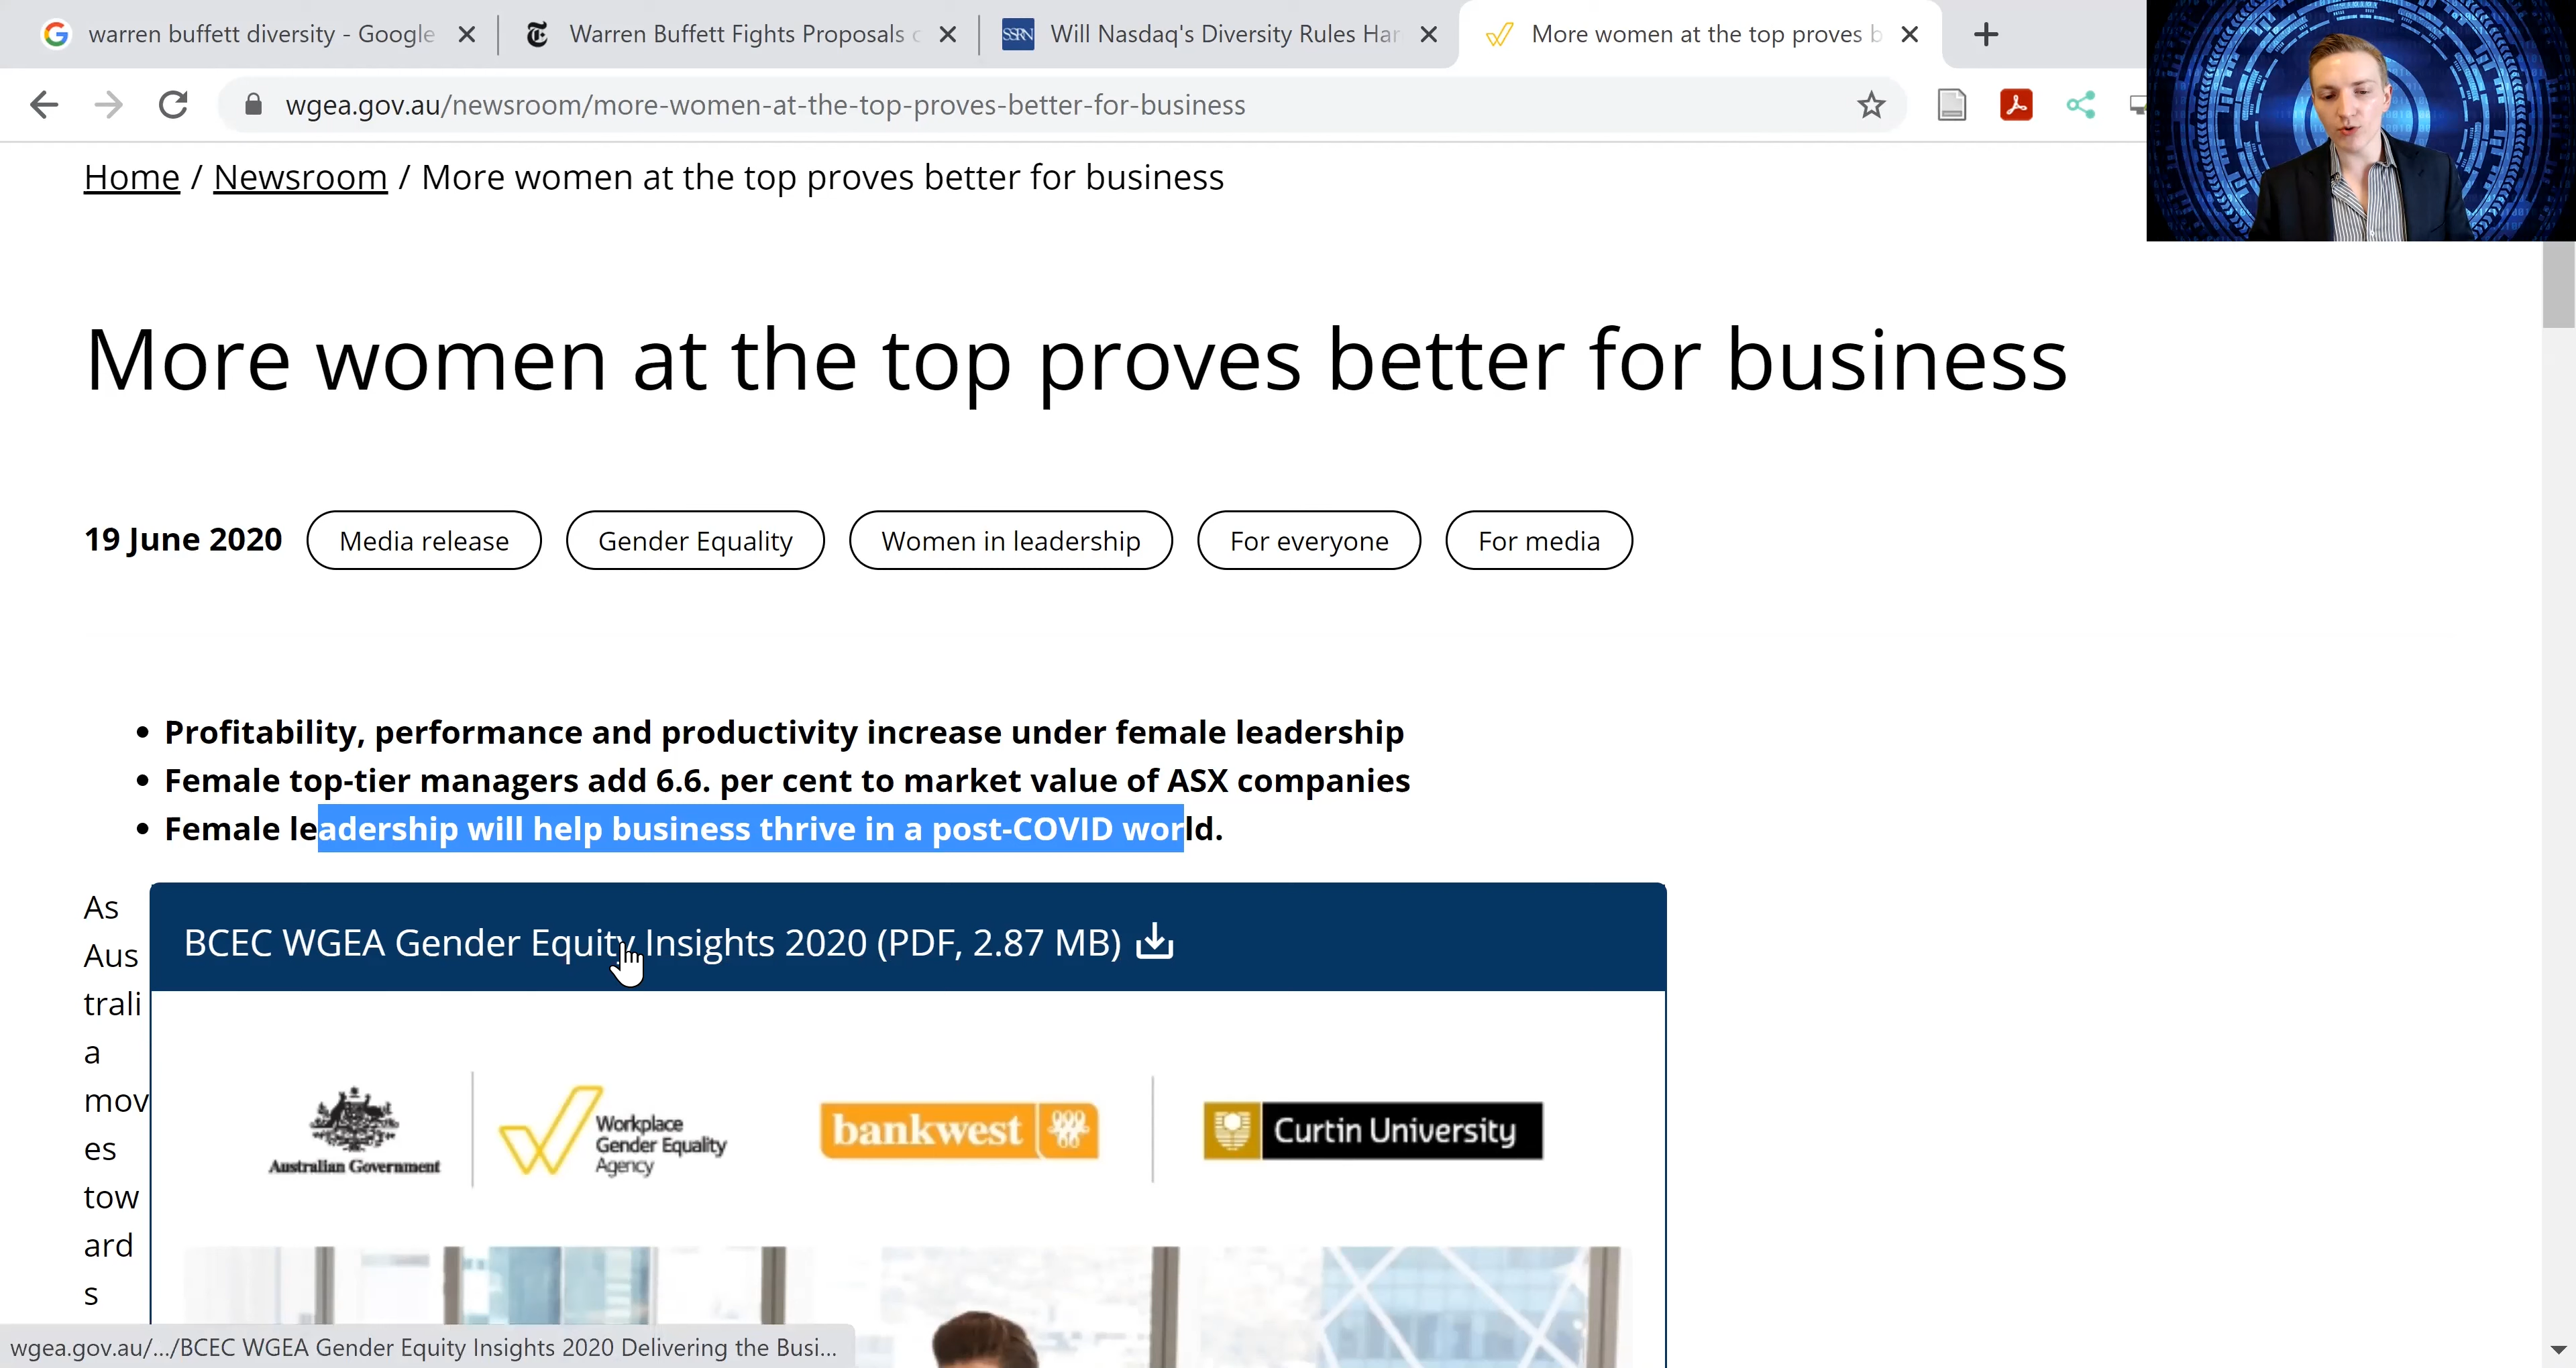 warren buffett diversity - Google
Warren Buffett Fights Proposals
Will Nasdaq's Diversity Rules Har
More women at the top proves b
wgea.gov.au/newsroom/more-women-at-the-top-proves-better-for-business
Home / Newsroom / More women at the top proves better for business
More women at the top proves better for business
19 June 2020 Media release Gender Equality Women in leadership For everyone For media
• Profitability, performance and productivity increase under female leadership
• Female top-tier managers add 6.6. per cent to market value of ASX companies
• Female leadership will help business thrive in a post-COVID world.
As
Aus
trali
a
mov
es
tow
ard
s
BCEC WGEA Gender Equity Insights 2020 (PDF, 2.87 MB)
Australian Government
Workplace
Gender Equality
Agency
bankwest
Curtin University
wgea.gov.au/.../BCEC WGEA Gender Equity Insights 2020 Delivering the Busi...